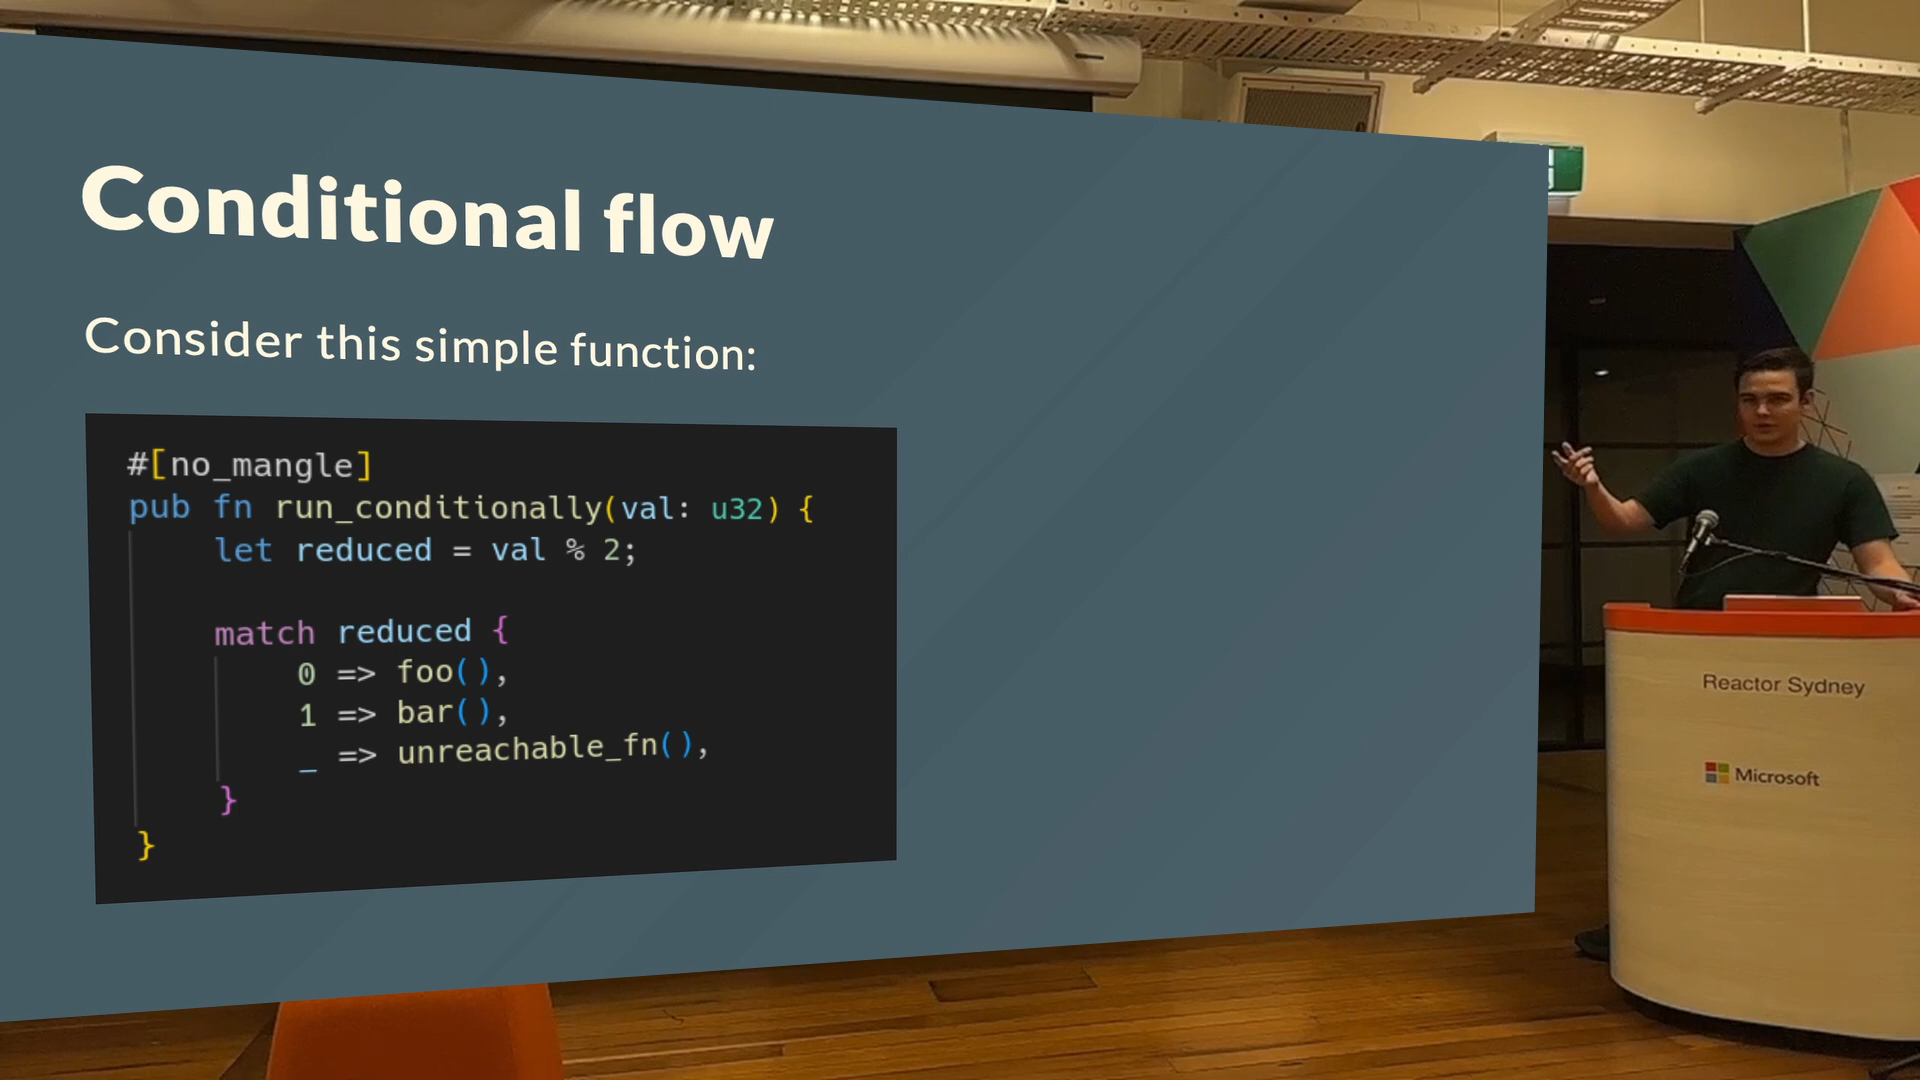 Conditional flow
Consider this simple function:
#[no_mangle]
pub fn run_conditionally(val: u32) {
    let reduced = val % 2;
    match reduced {
        0 => foo(),
        1 => bar(),
        _ => unreachable_fn(),
    }
}
Reactor Sydney
Microsoft